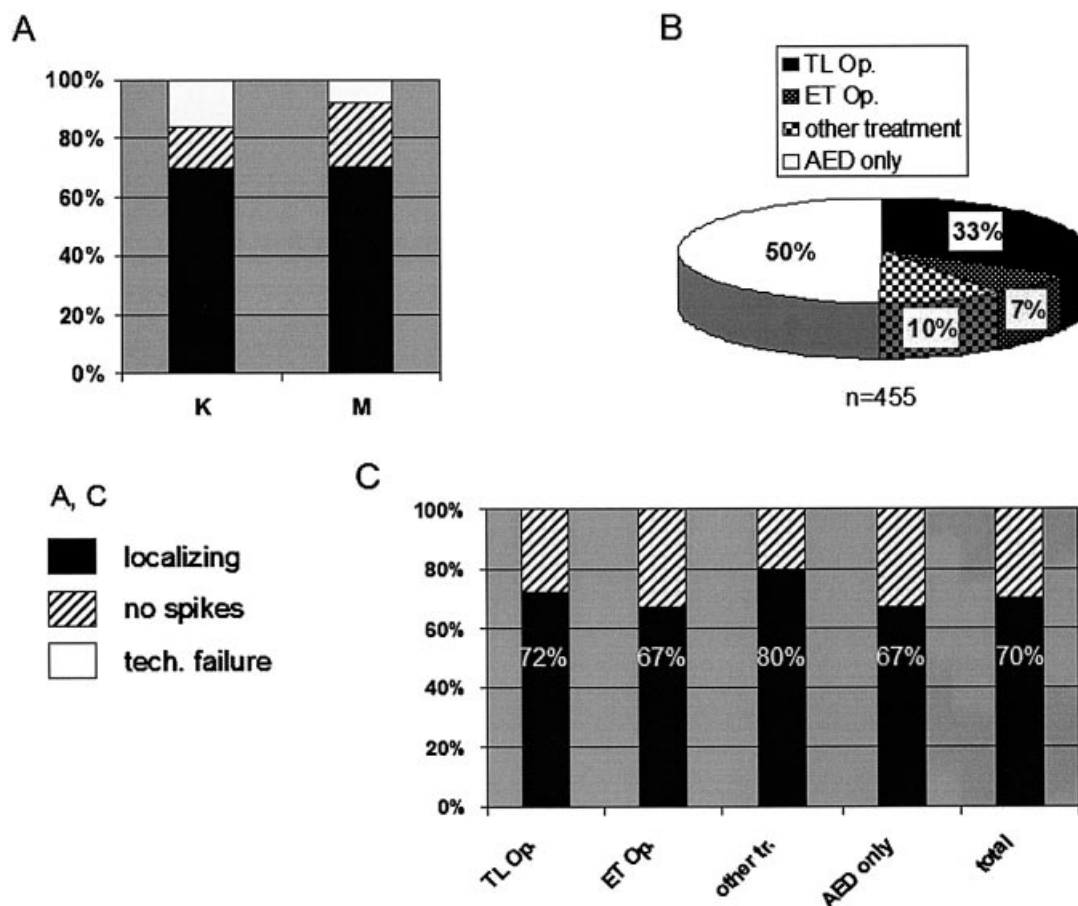 A
100%
80%
60%
40%
20%
0%
K
M
B
TL Op.
ET Op.
other treatment
AED only
50%
33%
7%
10%
n=455
A, C
localizing
no spikes
tech. failure
C
100%
80%
60%
40%
20%
0%
72%
67%
80%
67%
70%
TL Op.
ET Op.
other tr.
AED only
total